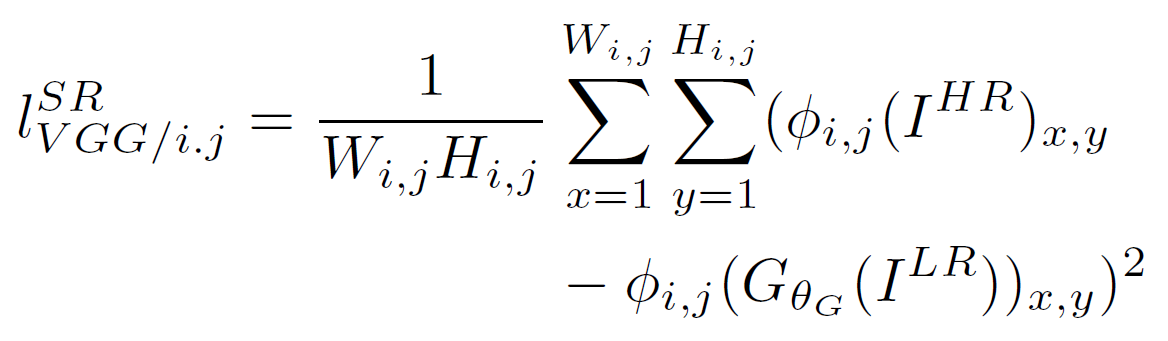 l^{SR}_{VGG/i.j} = \frac{1}{W_{i,j}H_{i,j}} \sum_{x=1}^{W_{i,j}} \sum_{y=1}^{H_{i,j}} (\phi_{i,j}(I^{HR})_{x,y}
- \phi_{i,j}(G_{\theta_G}(I^{LR}))_{x,y})^2